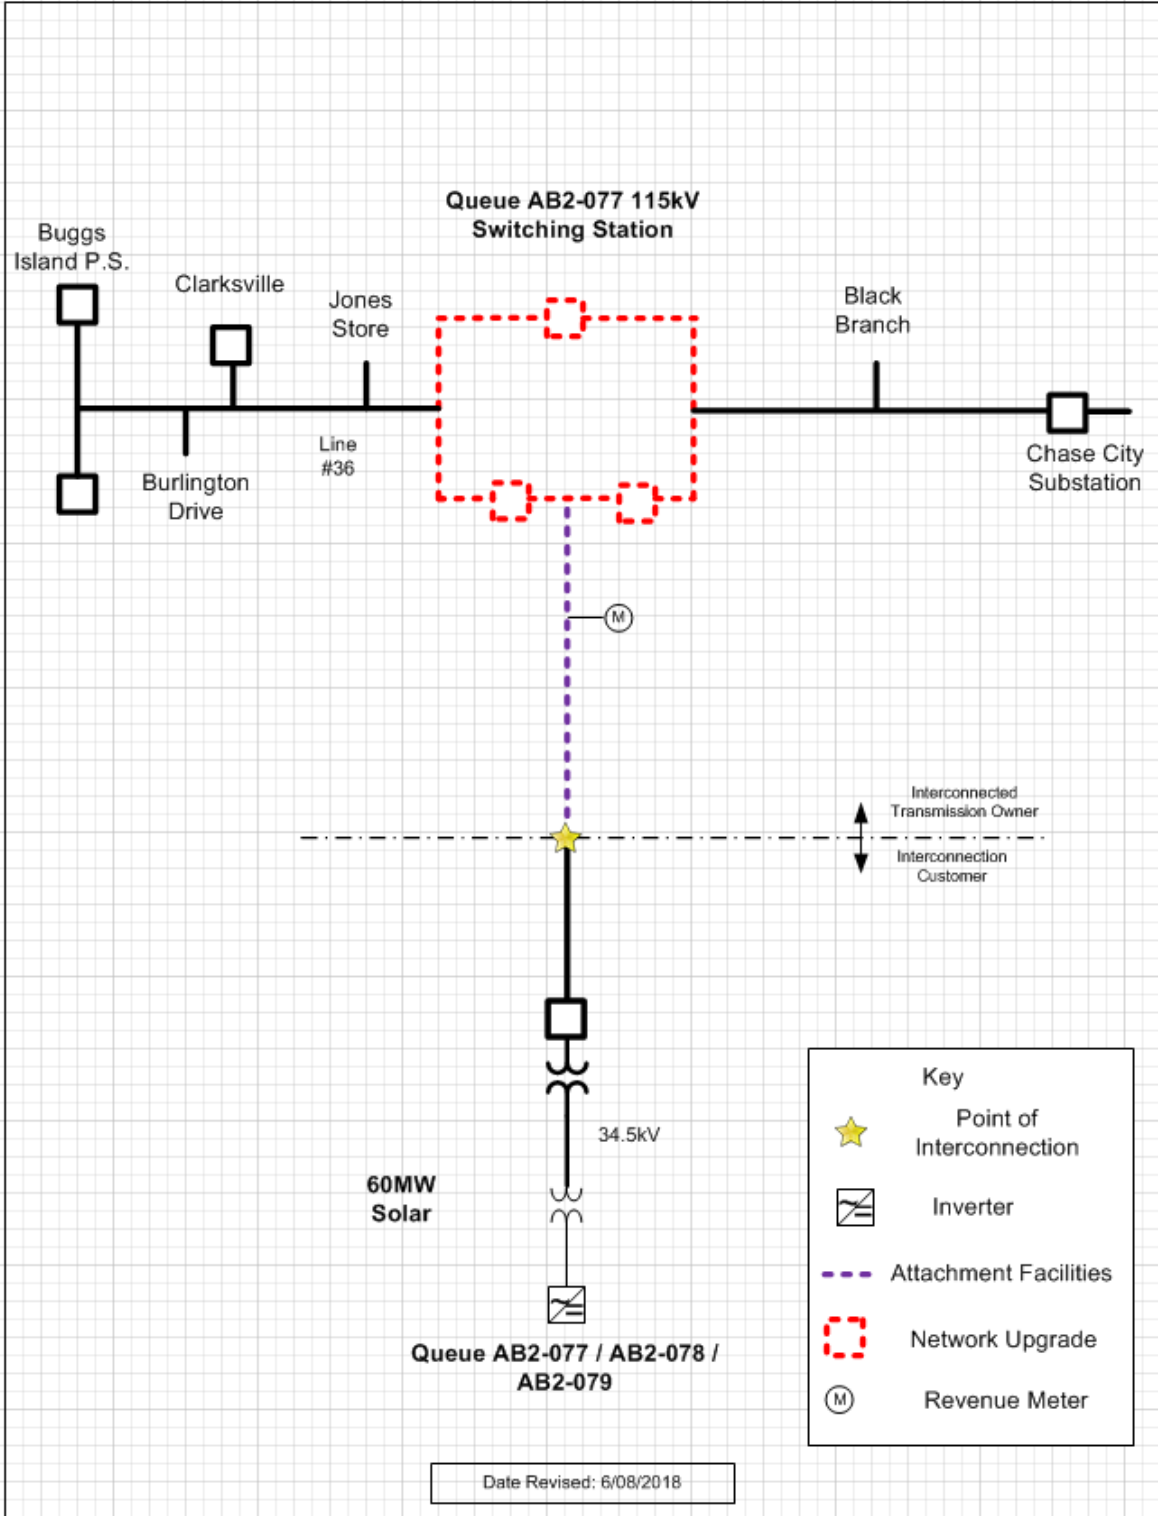 Queue AB2-077 115kV
Switching Station
Buggs
Island P.S.
Clarksville
Jones
Store
Black
Branch
Line
#36
Burlington
Drive
Chase City
Substation
M
Interconnected
Transmission Owner
Interconnection
Customer
34.5kV
60MW
Solar
Queue AB2-077 / AB2-078 /
AB2-079
Key
Point of
Interconnection
Inverter
Attachment Facilities
Network Upgrade
M
Revenue Meter
Date Revised: 6/08/2018